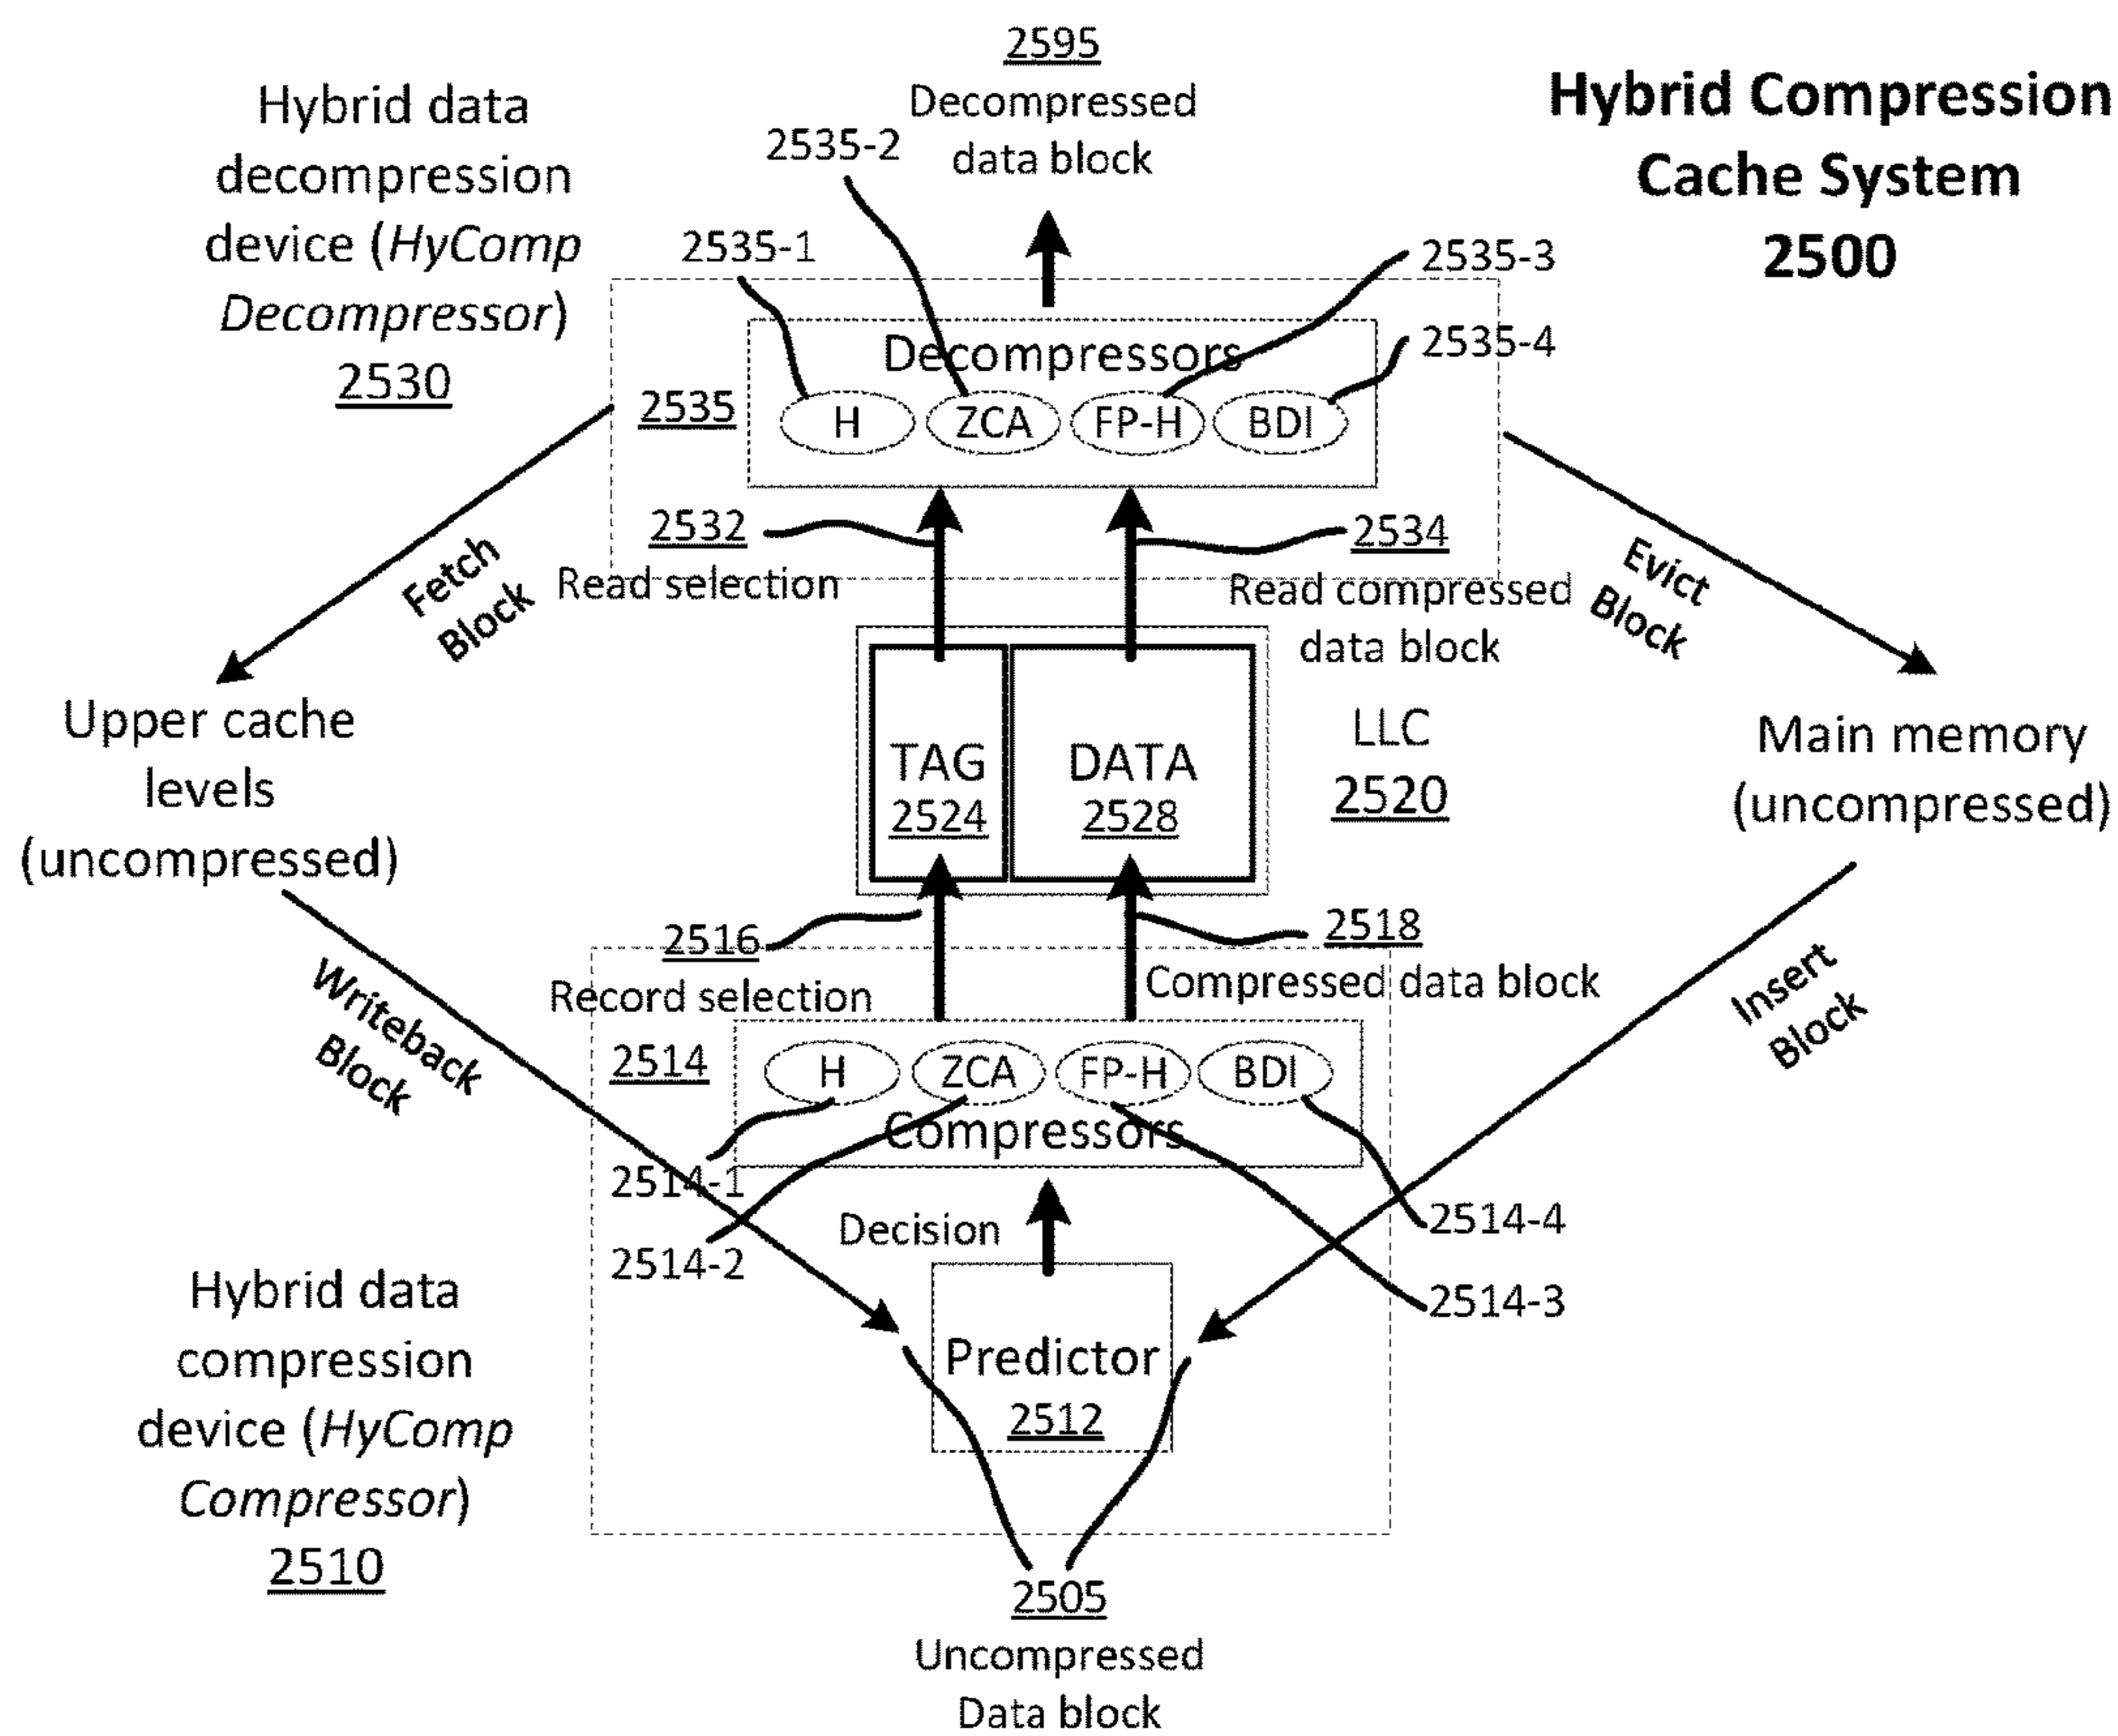 2595
Decompressed
data block
Hybrid Compression
Cache System
2500
Hybrid data
decompression
device (HyComp
Decompressor)
2530
2535-2
2535-1
2535-3
2535-4
Decompressors
2535
H
ZCA
FP-H
BDI
2532
Read selection
2534
Read compressed
data block
Fetch
Block
Evict
Block
Upper cache
levels
(uncompressed)
TAG
2524
DATA
2528
LLC
2520
Main memory
(uncompressed)
2516
Record selection
2518
Compressed data block
Writeback
Block
Insert
Block
2514
H
ZCA
FP-H
BDI
Compressors
2514-1
2514-2
2514-4
2514-3
Decision
Predictor
2512
Hybrid data
compression
device (HyComp
Compressor)
2510
2505
Uncompressed
Data block